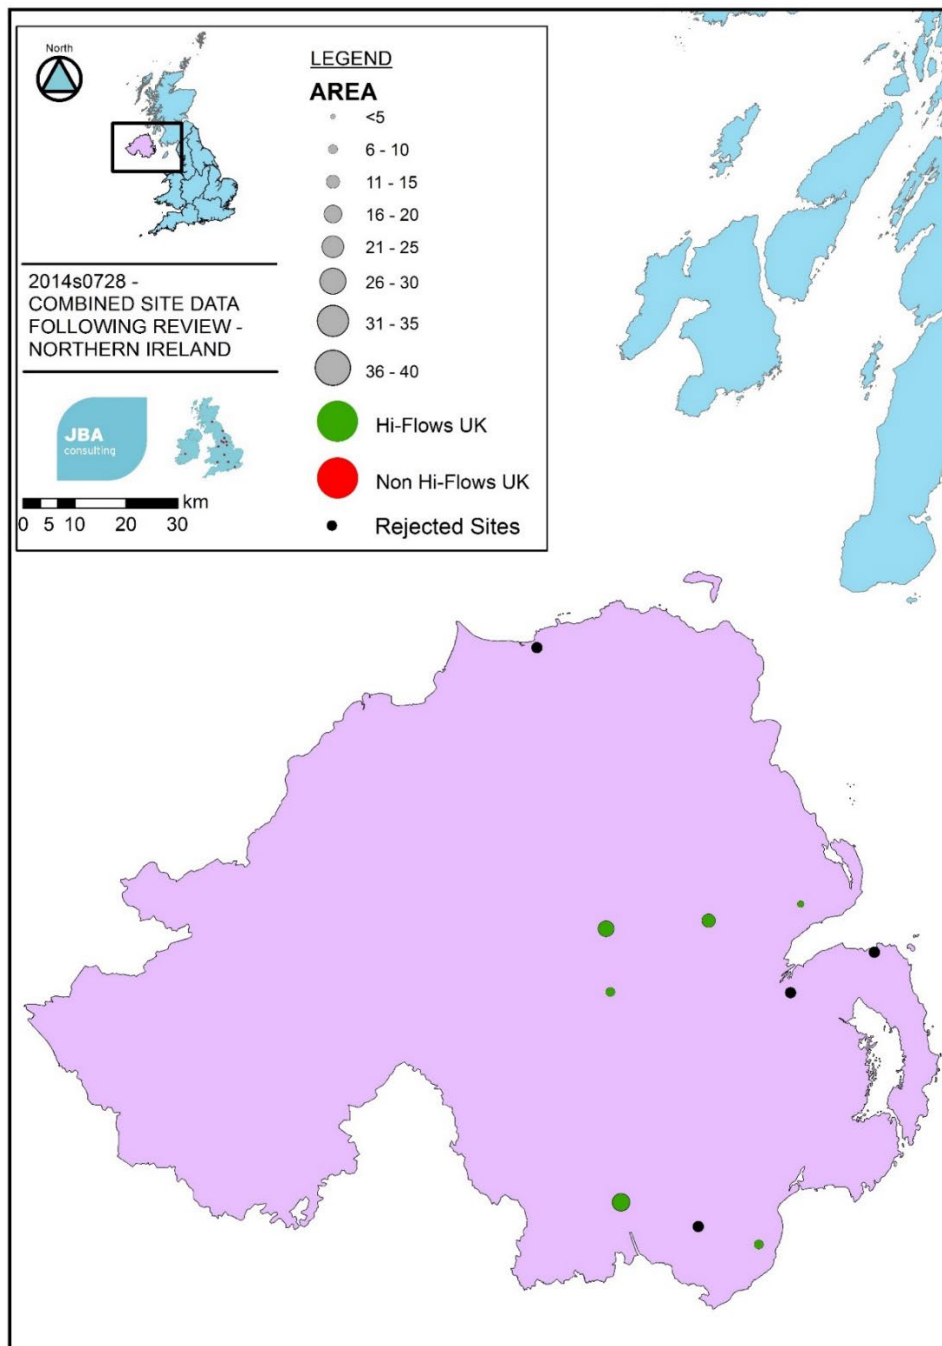 North
LEGEND
AREA
<5
6 - 10
11 - 15
16 - 20
21 - 25
26 - 30
31 - 35
36 - 40
Hi-Flows UK
Non Hi-Flows UK
Rejected Sites
2014s0728 -
COMBINED SITE DATA
FOLLOWING REVIEW -
NORTHERN IRELAND
JBA
consulting
km
0 5 10 20 30